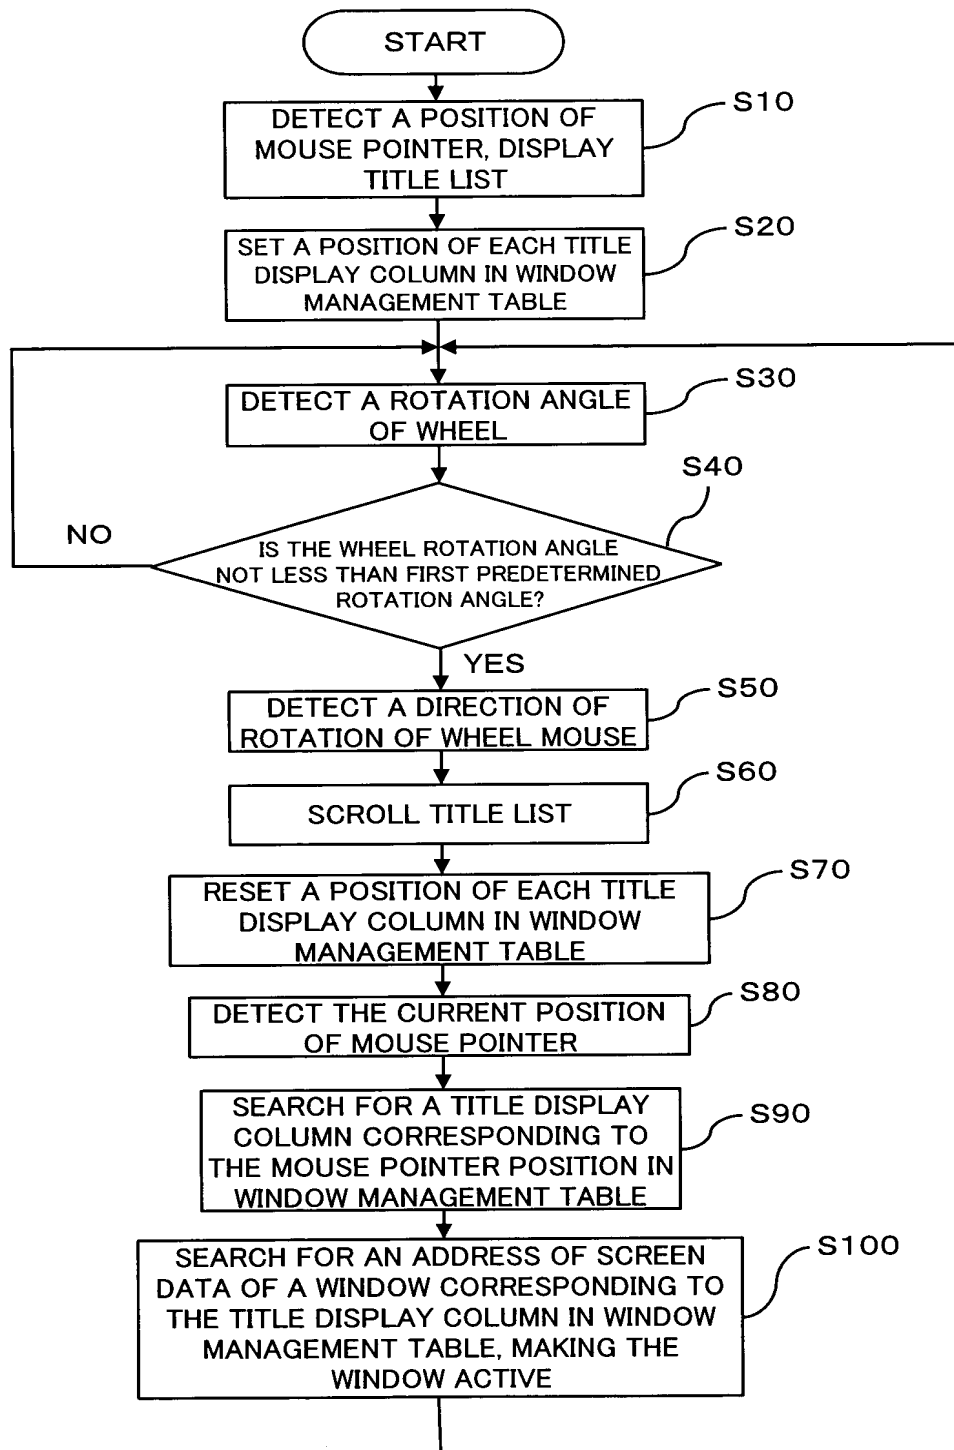 START
S10
DETECT A POSITION OF
MOUSE POINTER, DISPLAY
TITLE LIST
S20
SET A POSITION OF EACH TITLE
DISPLAY COLUMN IN WINDOW
MANAGEMENT TABLE
S30
DETECT A ROTATION ANGLE
OF WHEEL
S40
NO
IS THE WHEEL ROTATION ANGLE
NOT LESS THAN FIRST PREDETERMINED
ROTATION ANGLE?
YES
S50
DETECT A DIRECTION OF
ROTATION OF WHEEL MOUSE
S60
SCROLL TITLE LIST
S70
RESET A POSITION OF EACH TITLE
DISPLAY COLUMN IN WINDOW
MANAGEMENT TABLE
S80
DETECT THE CURRENT POSITION
OF MOUSE POINTER
S90
SEARCH FOR A TITLE DISPLAY
COLUMN CORRESPONDING TO
THE MOUSE POINTER POSITION IN
WINDOW MANAGEMENT TABLE
S100
SEARCH FOR AN ADDRESS OF SCREEN
DATA OF A WINDOW CORRESPONDING TO
THE TITLE DISPLAY COLUMN IN WINDOW
MANAGEMENT TABLE, MAKING THE
WINDOW ACTIVE